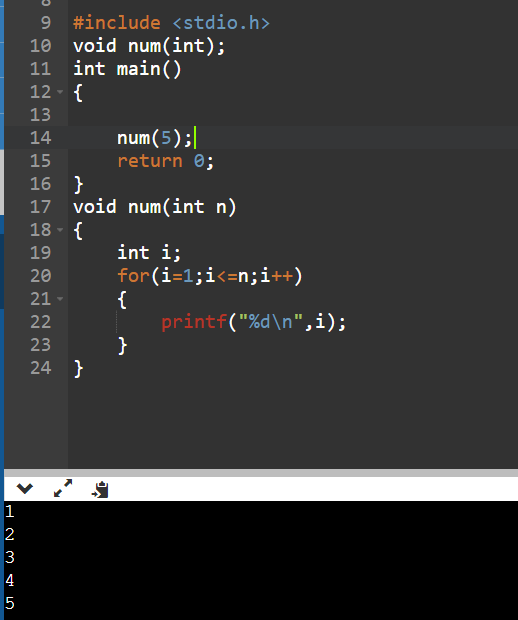 9 #include <stdio.h>
10 void num(int);
11 int main()
12 {
13
14 num(5);
15 return 0;
16 }
17 void num(int n)
18 {
19 int i;
20 for(i=1;i<=n;i++)
21 {
22 printf("%d\n",i);
23 }
24 }
1
2
3
4
5